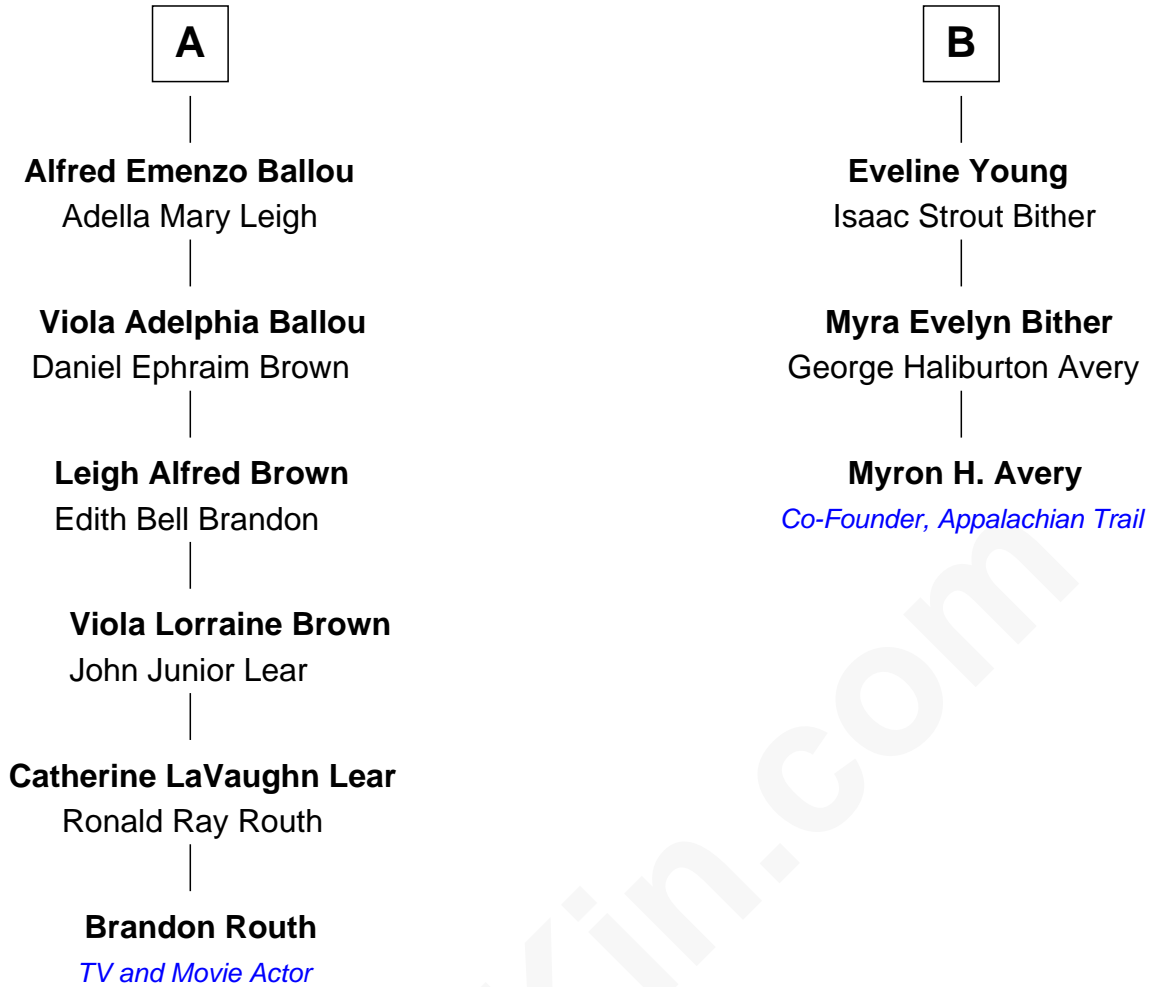 A
Alfred Emenzo Ballou
Adella Mary Leigh
Viola Adelphia Ballou
Daniel Ephraim Brown
Leigh Alfred Brown
Edith Bell Brandon
Viola Lorraine Brown
John Junior Lear
Catherine LaVaughn Lear
Ronald Ray Routh
Brandon Routh
TV and Movie Actor
B
Eveline Young
Isaac Strout Bither
Myra Evelyn Bither
George Haliburton Avery
Myron H. Avery
Co-Founder, Appalachian Trail
Kin.com